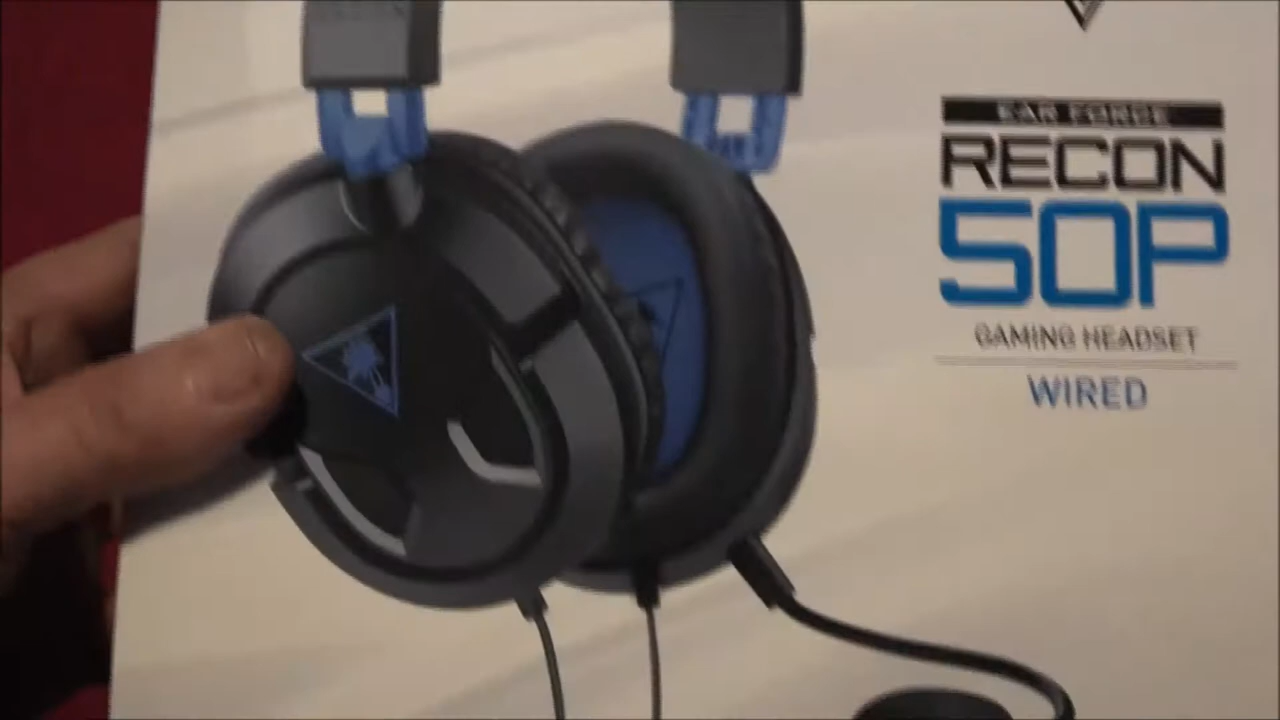 EAR FORCE
RECON
50P
GAMING HEADSET
WIRED